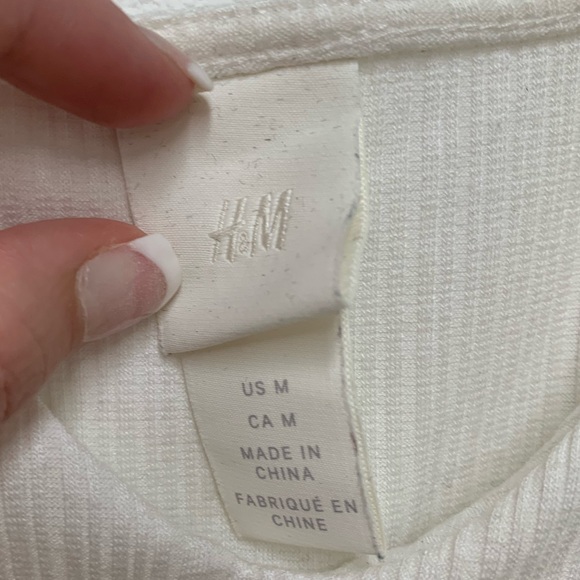 H&M
US M
CA M
MADE IN
CHINA
FABRIQUÉ EN
CHINE